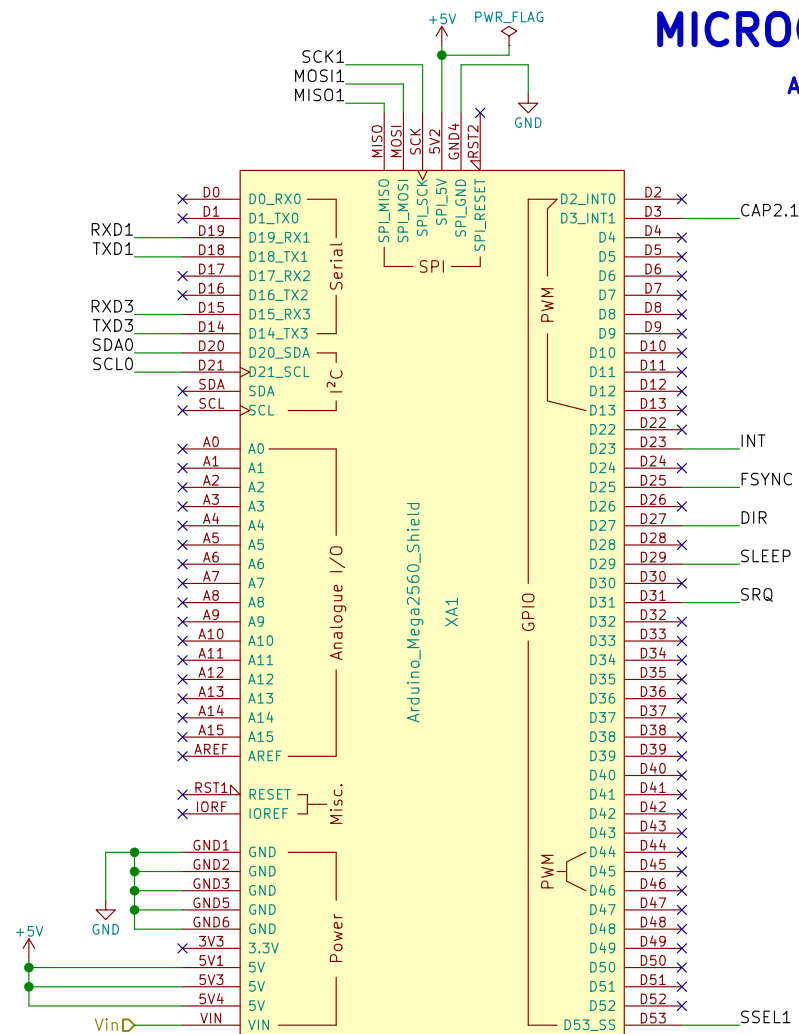 MICROC
A
+5V PWR_FLAG
SCK1
MOSI1
MISO1
GND
MISO MOSI SCK 5V2 GND4 RST2
SPI_MISO SPI_MOSI SPI_SCK SPI_5V SPI_GND SPI_RESET
SPI
D0 D0_RX0
D1 D1_TX0
RXD1 D19 D19_RX1
TXD1 D18 D18_TX1
D17 D17_RX2
D16 D16_TX2
RXD3 D15 D15_RX3
TXD3 D14 D14_TX3
Serial
SDA0 D20 D20_SDA
SCL0 D21 D21_SCL
SDA SDA
SCL SCL
I²C
A0 A0
A1 A1
A2 A2
A3 A3
A4 A4
A5 A5
A6 A6
A7 A7
A8 A8
A9 A9
A10 A10
A11 A11
A12 A12
A13 A13
A14 A14
A15 A15
AREF AREF
Analogue I/O
RST1 RESET
IORF IOREF
Misc.
GND1 GND
GND2 GND
GND3 GND
GND5 GND
GND6 GND
GND
3V3 3.3V
+5V
5V1 5V
5V3 5V
5V4 5V
Vin VIN VIN
Power
Arduino_Mega2560_Shield
XA1
GPIO
PWM
D2_INT0 D2
D3_INT1 D3 CAP2.1
D4 D4
D5 D5
D6 D6
D7 D7
D8 D8
D9 D9
D10 D10
D11 D11
D12 D12
D13 D13
D22 D22
D23 D23 INT
D24 D24
D25 D25 FSYNC
D26 D26
D27 D27 DIR
D28 D28
D29 D29 SLEEP
D30 D30
D31 D31 SRQ
D32 D32
D33 D33
D34 D34
D35 D35
D36 D36
D37 D37
D38 D38
D39 D39
D40 D40
D41 D41
D42 D42
D43 D43
D44 D44
PWM D45 D45
D46 D46
D47 D47
D48 D48
D49 D49
D50 D50
D51 D51
D52 D52
D53_SS D53 SSEL1